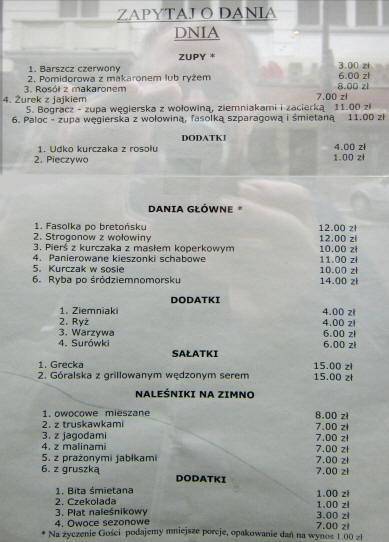 ZAPYTAJ O DANIA
DNIA
ZUPY *
1. Barszcz czerwony 3.00 zł
2. Pomidorowa z makaronem lub ryżem 6.00 zł
3. Rosół z makaronem 8.00 zł
4. Żurek z jajkiem 7.00 zł
5. Bogracz - zupa węgierska z wołowiną, ziemniakami i zacierką 11.00 zł
6. Paloc - zupa węgierska z wołowiną, fasolką szparagową i śmietaną 11.00 zł
DODATKI
1. Udko kurczaka z rosołu 4.00 zł
2. Pieczywo 1.00 zł
DANIA GŁÓWNE *
1. Fasolka po bretońsku 12.00 zł
2. Strogonow z wołowiny 12.00 zł
3. Pierś z kurczaka z masłem koperkowym 10.00 zł
4. Panierowane kieszonki schabowe 11.00 zł
5. Kurczak w sosie 10.00 zł
6. Ryba po śródziemnomorsku 14.00 zł
DODATKI
1. Ziemniaki 4.00 zł
2. Ryż 4.00 zł
3. Warzywa 6.00 zł
4. Surówki 6.00 zł
SAŁATKI
1. Grecka 15.00 zł
2. Góralska z grillowanym wędzonym serem 15.00 zł
NALEŚNIKI NA ZIMNO
1. owocowe mieszane 8.00 zł
2. z truskawkami 7.00 zł
3. z jagodami 7.00 zł
4. z malinami 7.00 zł
5. z prażonymi jabłkami 7.00 zł
6. z gruszką 7.00 zł
DODATKI
1. Bita śmietana 1.00 zł
2. Czekolada 1.00 zł
3. Płat naleśnikowy 3.00 zł
4. Owoce sezonowe 7.00 zł
* Na życzenie Gości podajemy mniejsze porcje, opakowanie dań na wynos 1.00 zł